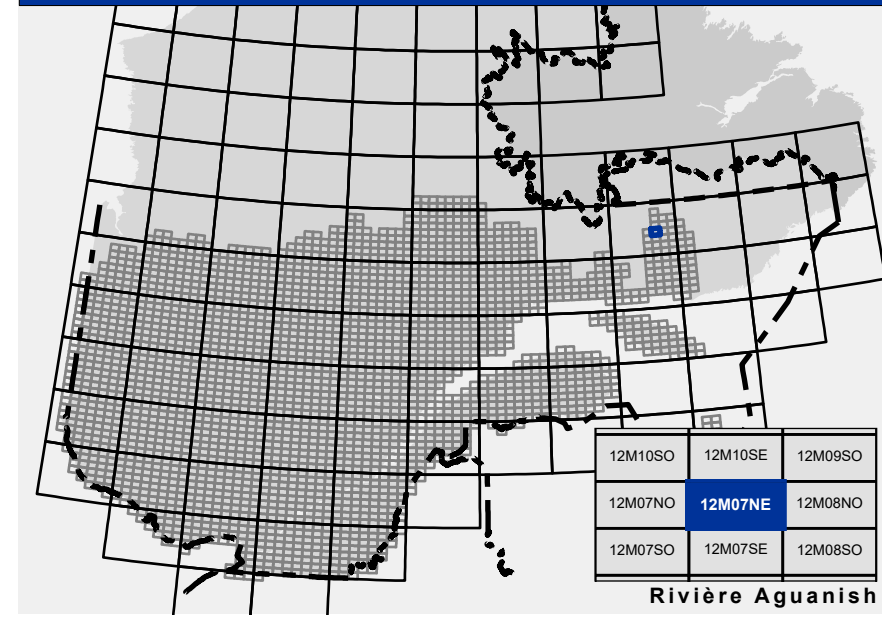 12M10SO 12M10SE 12M09SO
12M07NO 12M07NE 12M08NO
12M07SO 12M07SE 12M08SO
Rivière Aguanish